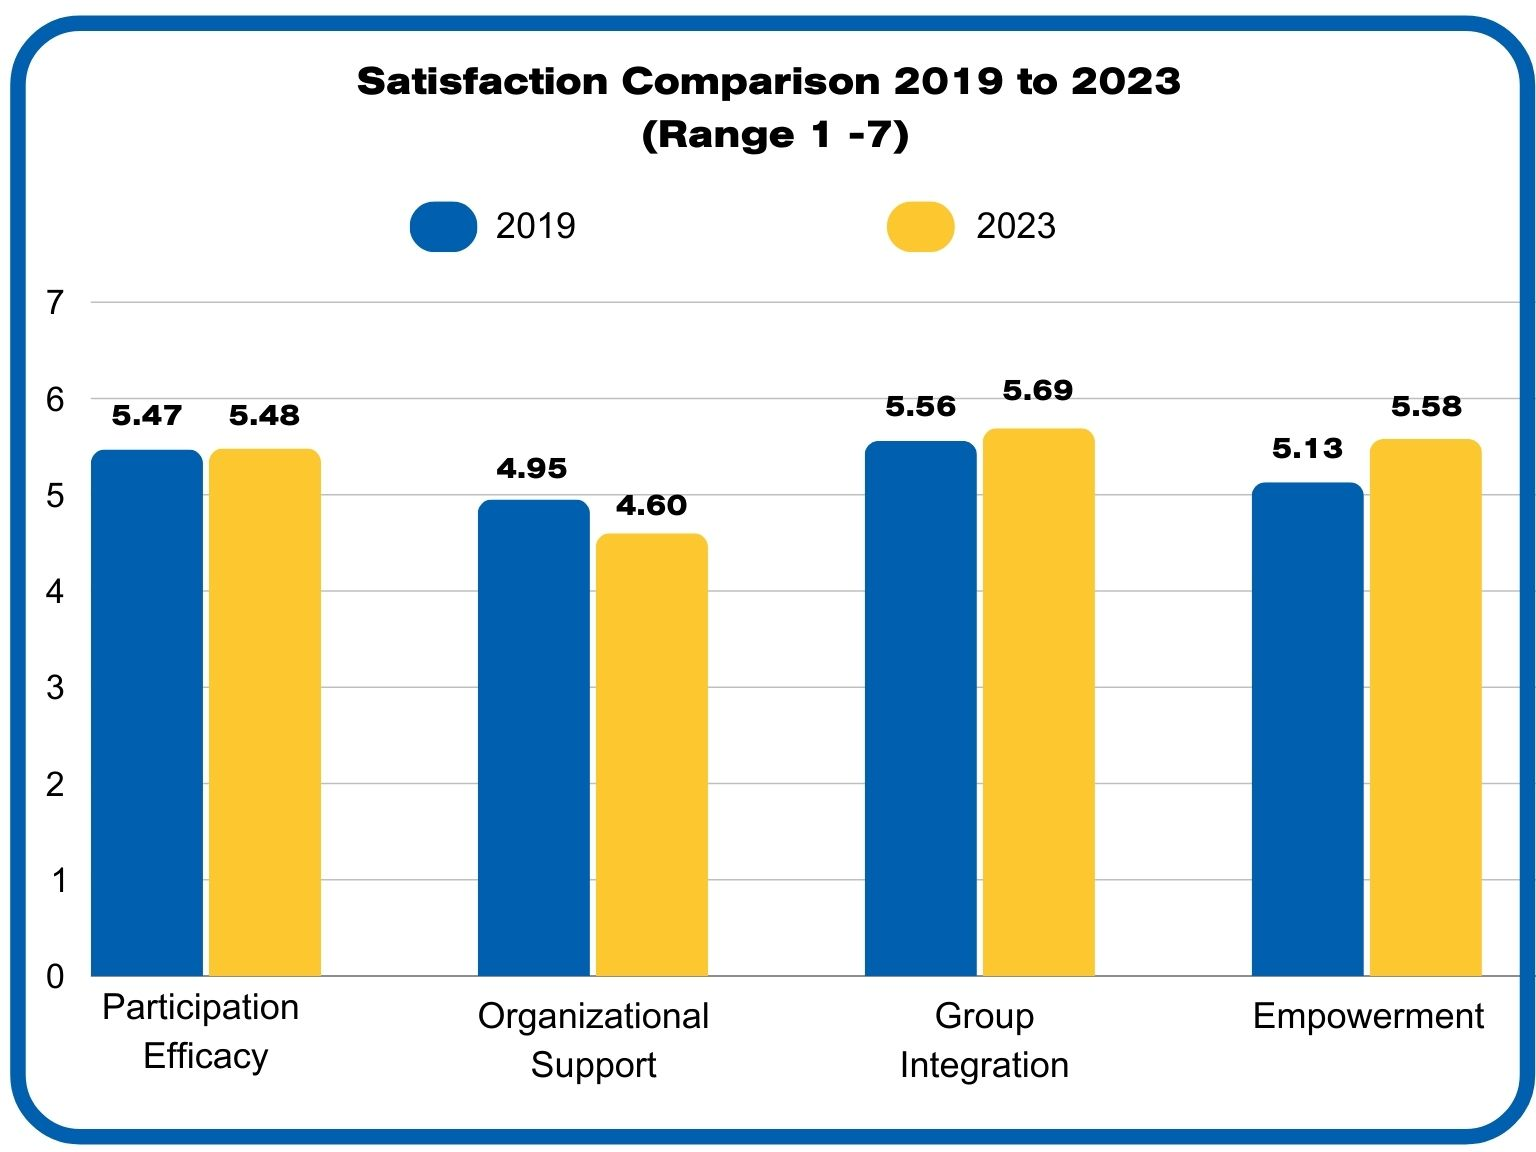 Satisfaction Comparison 2019 to 2023
(Range 1 -7)
2019 2023
7
6
5
4
3
2
1
0
5.47 5.48
4.95 4.60
5.56 5.69
5.13 5.58
Participation
Efficacy
Organizational
Support
Group
Integration
Empowerment